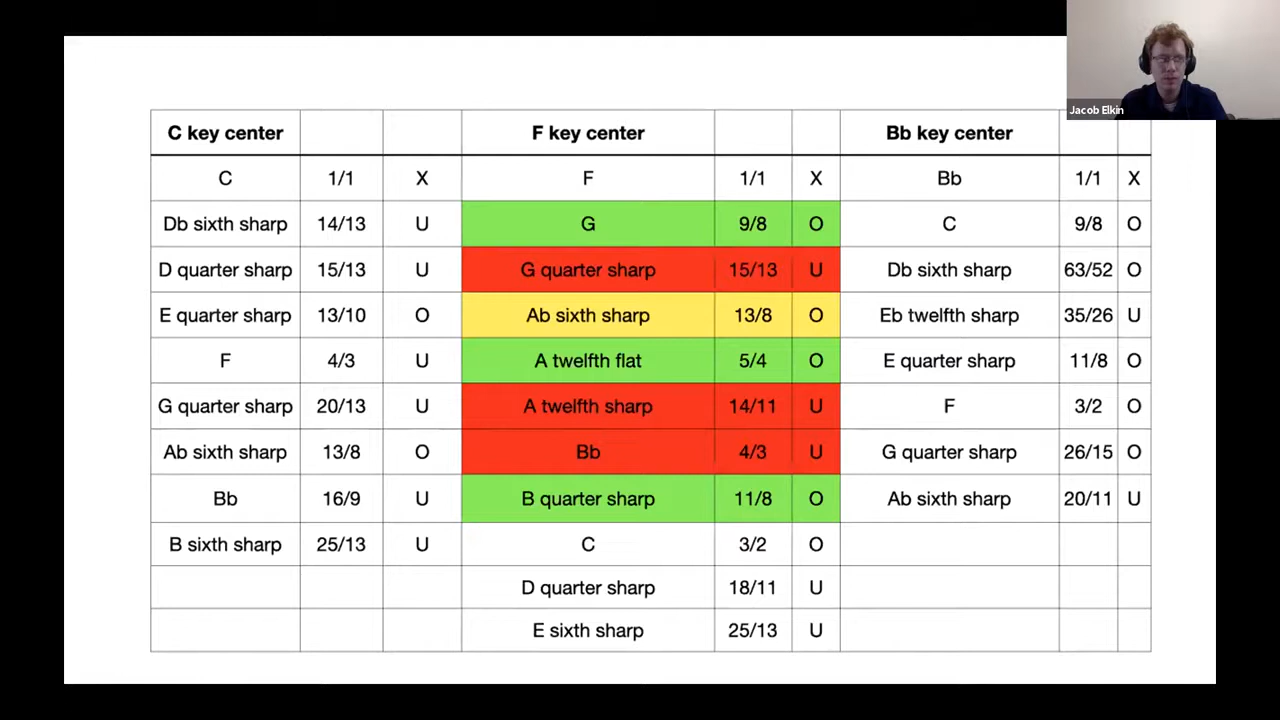 Jacob Elkin
C key center F key center Bb key center
C 1/1 X F 1/1 X Bb 1/1 X
Db sixth sharp 14/13 U G 9/8 O C 9/8 O
D quarter sharp 15/13 U G quarter sharp 15/13 U Db sixth sharp 63/52 O
E quarter sharp 13/10 O Ab sixth sharp 13/8 O Eb twelfth sharp 35/26 U
F 4/3 U A twelfth flat 5/4 O E quarter sharp 11/8 O
G quarter sharp 20/13 U A twelfth sharp 14/11 U F 3/2 O
Ab sixth sharp 13/8 O Bb 4/3 U G quarter sharp 26/15 O
Bb 16/9 U B quarter sharp 11/8 O Ab sixth sharp 20/11 U
B sixth sharp 25/13 U C 3/2 O
D quarter sharp 18/11 U
E sixth sharp 25/13 U